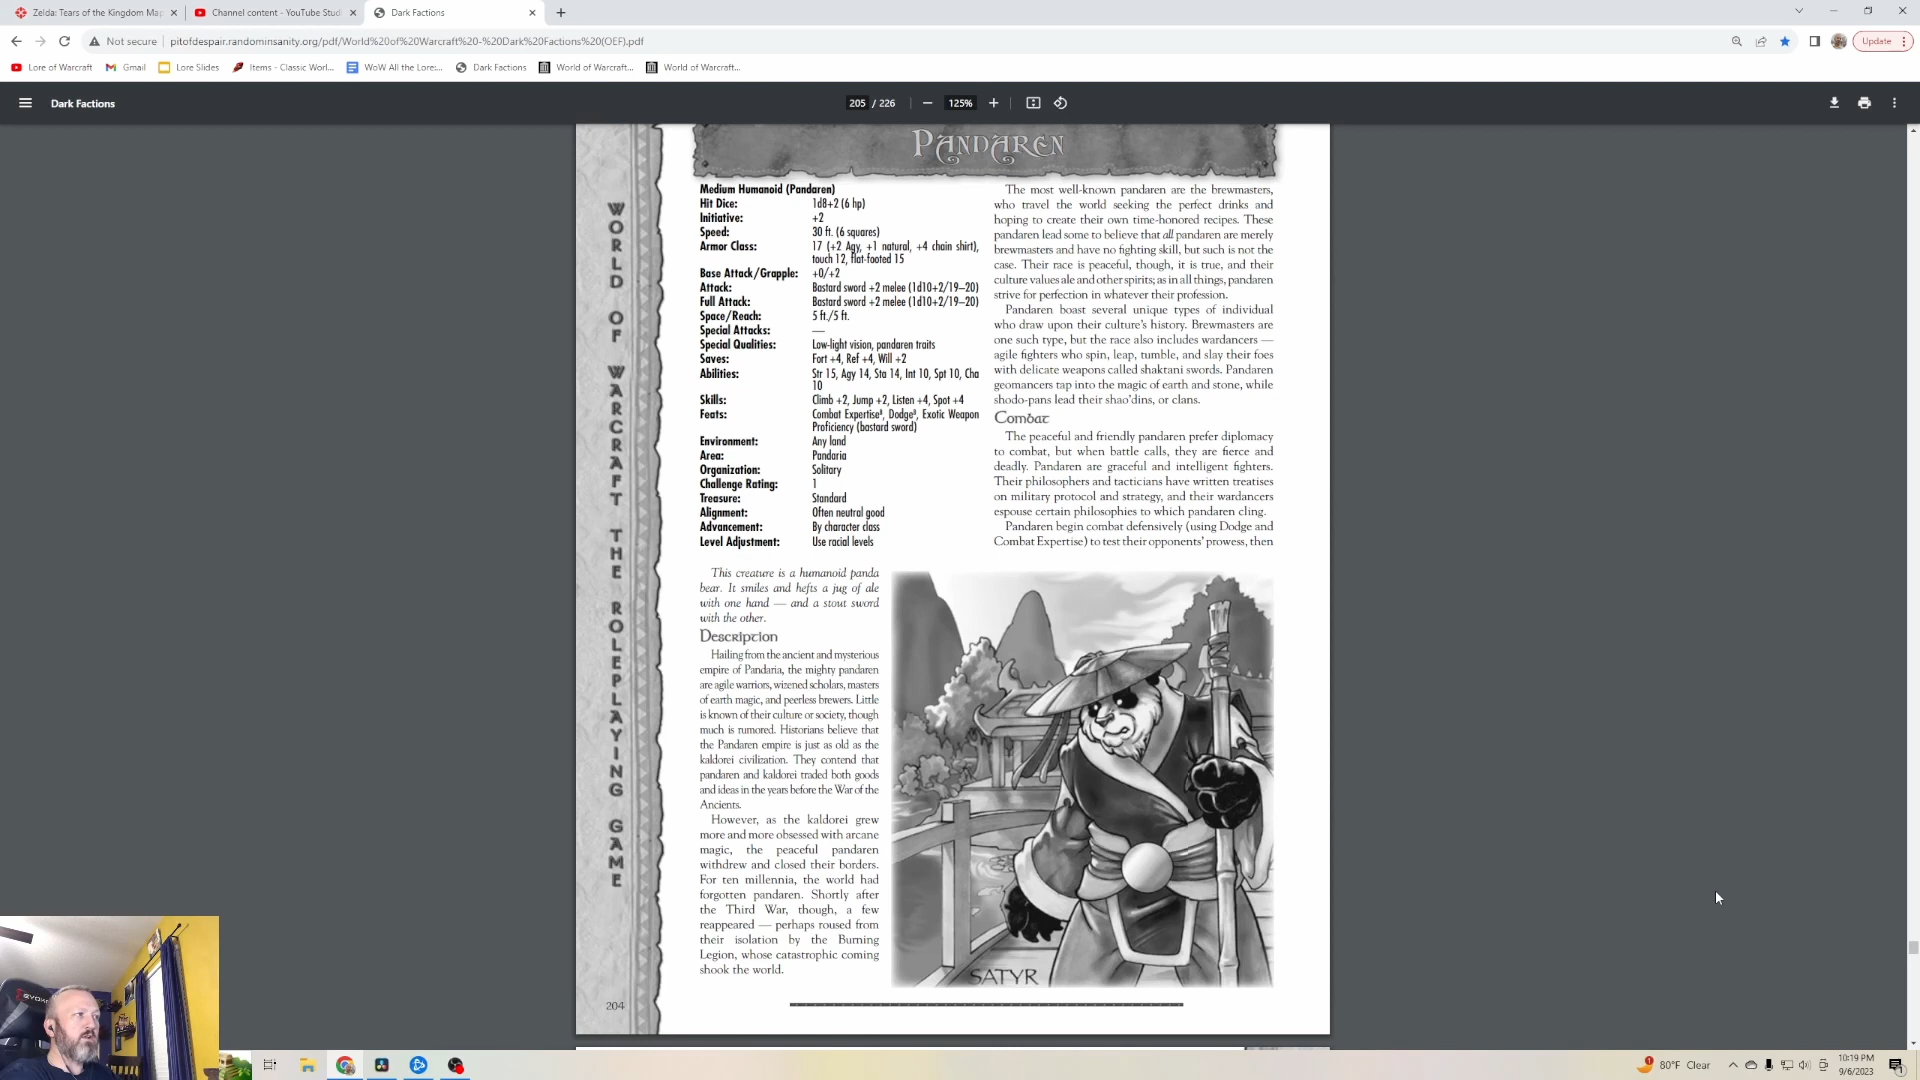 Zelda: Tears of the Kingdom Map
Channel content - YouTube Stud
Dark Factions
Not secure
pitofdespair.randominsanity.org/pdf/World%20of%20Warcraft%20-%20Dark%20Factions%20(OEF).pdf
Update
Lore of Warcraft
Gmail
Lore Slides
Items - Classic Worl...
WoW All the Lore:...
Dark Factions
World of Warcraft...
World of Warcraft...
Dark Factions
205 / 226
125%
WORLD OF WARCRAFT THE ROLEPLAYING GAME
PANDAREN
Medium Humanoid (Pandaren)
Hit Dice: 1d8+2 (6 hp)
Initiative: +2
Speed: 30 ft. (6 squares)
Armor Class: 17 (+2 Agy, +1 natural, +4 chain shirt),
touch 12, flat-footed 15
Base Attack/Grapple: +0/+2
Attack: Bastard sword +2 melee (1d10+2/19–20)
Full Attack: Bastard sword +2 melee (1d10+2/19–20)
Space/Reach: 5 ft./5 ft.
Special Attacks: —
Special Qualities: Low-light vision, pandaren traits
Saves: Fort +4, Ref +4, Will +2
Abilities: Str 15, Agy 14, Sta 14, Int 10, Spt 10, Cha
10
Skills: Climb +2, Jump +2, Listen +4, Spot +4
Feats: Combat Expertiseᴮ, Dodgeᴮ, Exotic Weapon
Proficiency (bastard sword)
Environment: Any land
Area: Pandaria
Organization: Solitary
Challenge Rating: 1
Treasure: Standard
Alignment: Often neutral good
Advancement: By character class
Level Adjustment: Use racial levels
This creature is a humanoid panda
bear. It smiles and hefts a jug of ale
with one hand — and a stout sword
with the other.
Description
Hailing from the ancient and mysterious
empire of Pandaria, the mighty pandaren
are agile warriors, wizened scholars, masters
of earth magic, and peerless brewers. Little
is known of their culture or society, though
much is rumored. Historians believe that
the Pandaren empire is just as old as the
kaldorei civilization. They contend that
pandaren and kaldorei traded both goods
and ideas in the years before the War of the
Ancients.
However, as the kaldorei grew
more and more obsessed with arcane
magic, the peaceful pandaren
withdrew and closed their borders.
For ten millennia, the world had
forgotten pandaren. Shortly after
the Third War, though, a few
reappeared — perhaps roused from
their isolation by the Burning
Legion, whose catastrophic coming
shook the world.
The most well-known pandaren are the brewmasters,
who travel the world seeking the perfect drinks and
hoping to create their own time-honored recipes. These
pandaren lead some to believe that all pandaren are merely
brewmasters and have no fighting skill, but such is not the
case. Their race is peaceful, though, it is true, and their
culture values ale and other spirits; as in all things, pandaren
strive for perfection in whatever their profession.
Pandaren boast several unique types of individual
who draw upon their culture's history. Brewmasters are
one such type, but the race also includes wardancers —
agile fighters who spin, leap, tumble, and slay their foes
with delicate weapons called shaktani swords. Pandaren
geomancers tap into the magic of earth and stone, while
shodo-pans lead their shao'dins, or clans.
Combat
The peaceful and friendly pandaren prefer diplomacy
to combat, but when battle calls, they are fierce and
deadly. Pandaren are graceful and intelligent fighters.
Their philosophers and tacticians have written treatises
on military protocol and strategy, and their wardancers
espouse certain philosophies to which pandaren cling.
Pandaren begin combat defensively (using Dodge and
Combat Expertise) to test their opponents' prowess, then
SATYR
204
80°F Clear
10:19 PM
9/6/2023